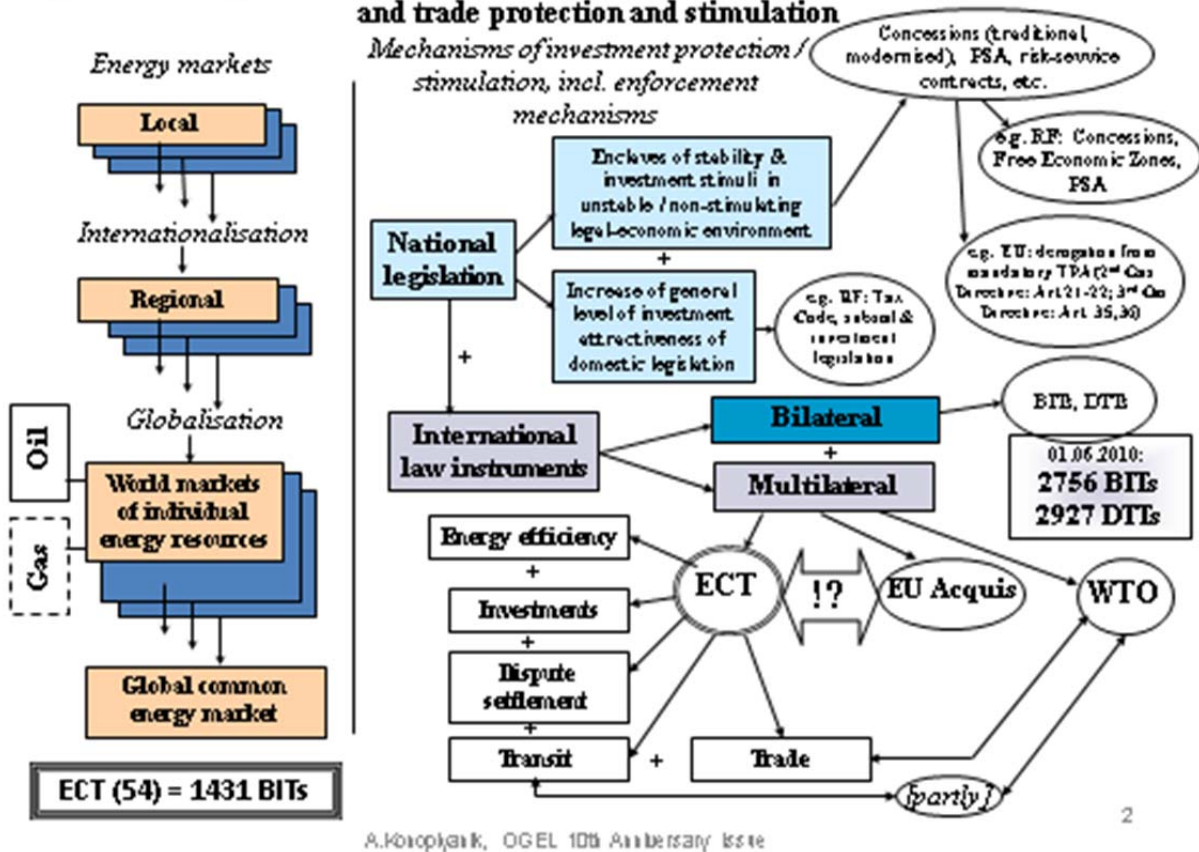 and trade protection and stimulation
Energy markets
Local
Internationalisation
Regional
Globalisation
Oil
Gas
World markets
of individual
energy resources
Global common
energy market
ECT (54) = 1431 BITs
Mechanisms of investment protection /
stimulation, incl. enforcement
mechanisms
National
legislation
Enclaves of stability &
investment stimuli in
unstable / non-stimulating
legal-economic environment
+
Increase of general
level of investment
attractiveness of
domestic legislation
Concessions (traditional,
modernised), PSA, risk-service
contracts, etc.
e.g. RF: Concessions,
Free Economic Zones,
PSA
e.g. EU: derogation from
mandatory TPA (2nd Gas
Directive: Art 21-22; 3rd Gas
Directive: Art. 35,36)
e.g. RF: Tax
Code, subsoil &
investment
legislation
+
International
law instruments
Bilateral
+
Multilateral
BITs, DTTs
01.06.2010:
2756 BITs
2927 DTTs
Energy efficiency
+
Investments
+
Dispute
settlement
+
Transit
+
Trade
ECT
!?
EU Acquis
WTO
[partly]
2
A.Konoplyanik, OGEL 10th Anniversary Issue